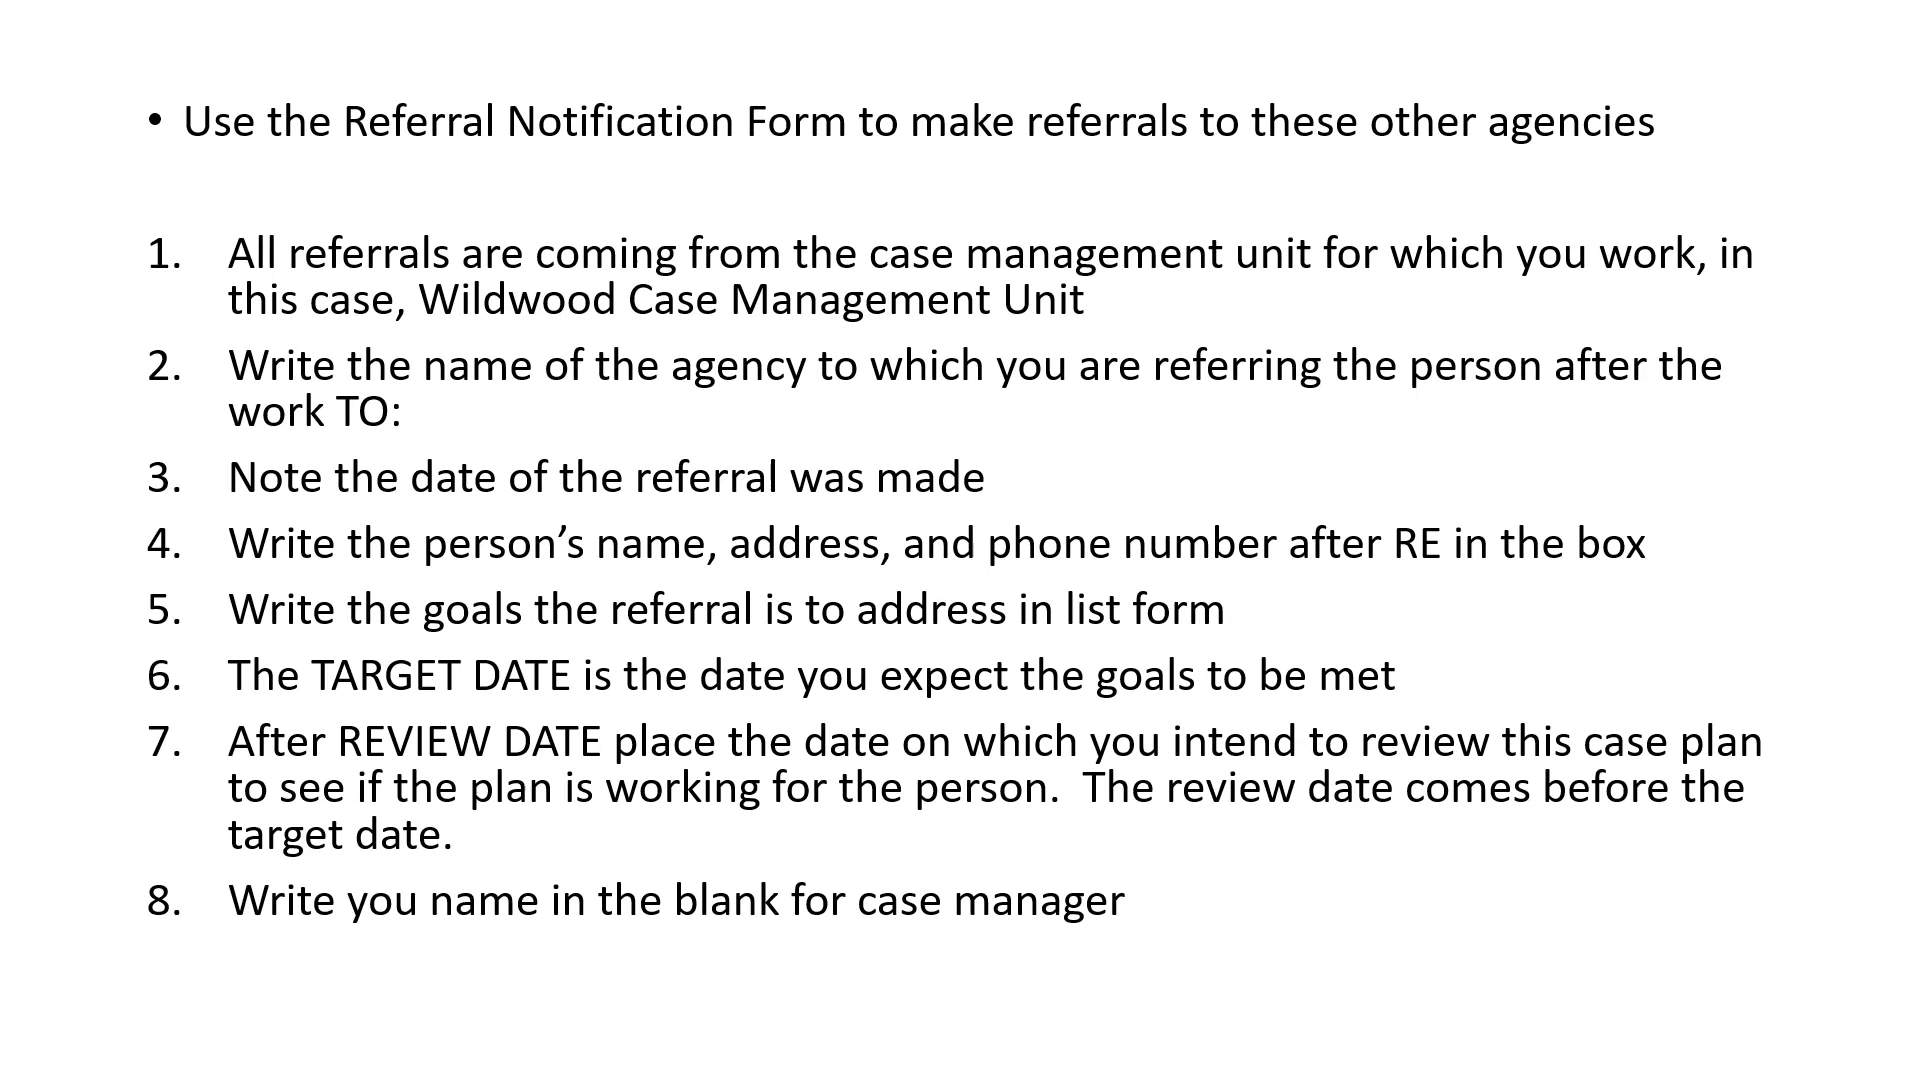 • Use the Referral Notification Form to make referrals to these other agencies
1. All referrals are coming from the case management unit for which you work, in
this case, Wildwood Case Management Unit
2. Write the name of the agency to which you are referring the person after the
work TO:
3. Note the date of the referral was made
4. Write the person’s name, address, and phone number after RE in the box
5. Write the goals the referral is to address in list form
6. The TARGET DATE is the date you expect the goals to be met
7. After REVIEW DATE place the date on which you intend to review this case plan
to see if the plan is working for the person.  The review date comes before the
target date.
8. Write you name in the blank for case manager